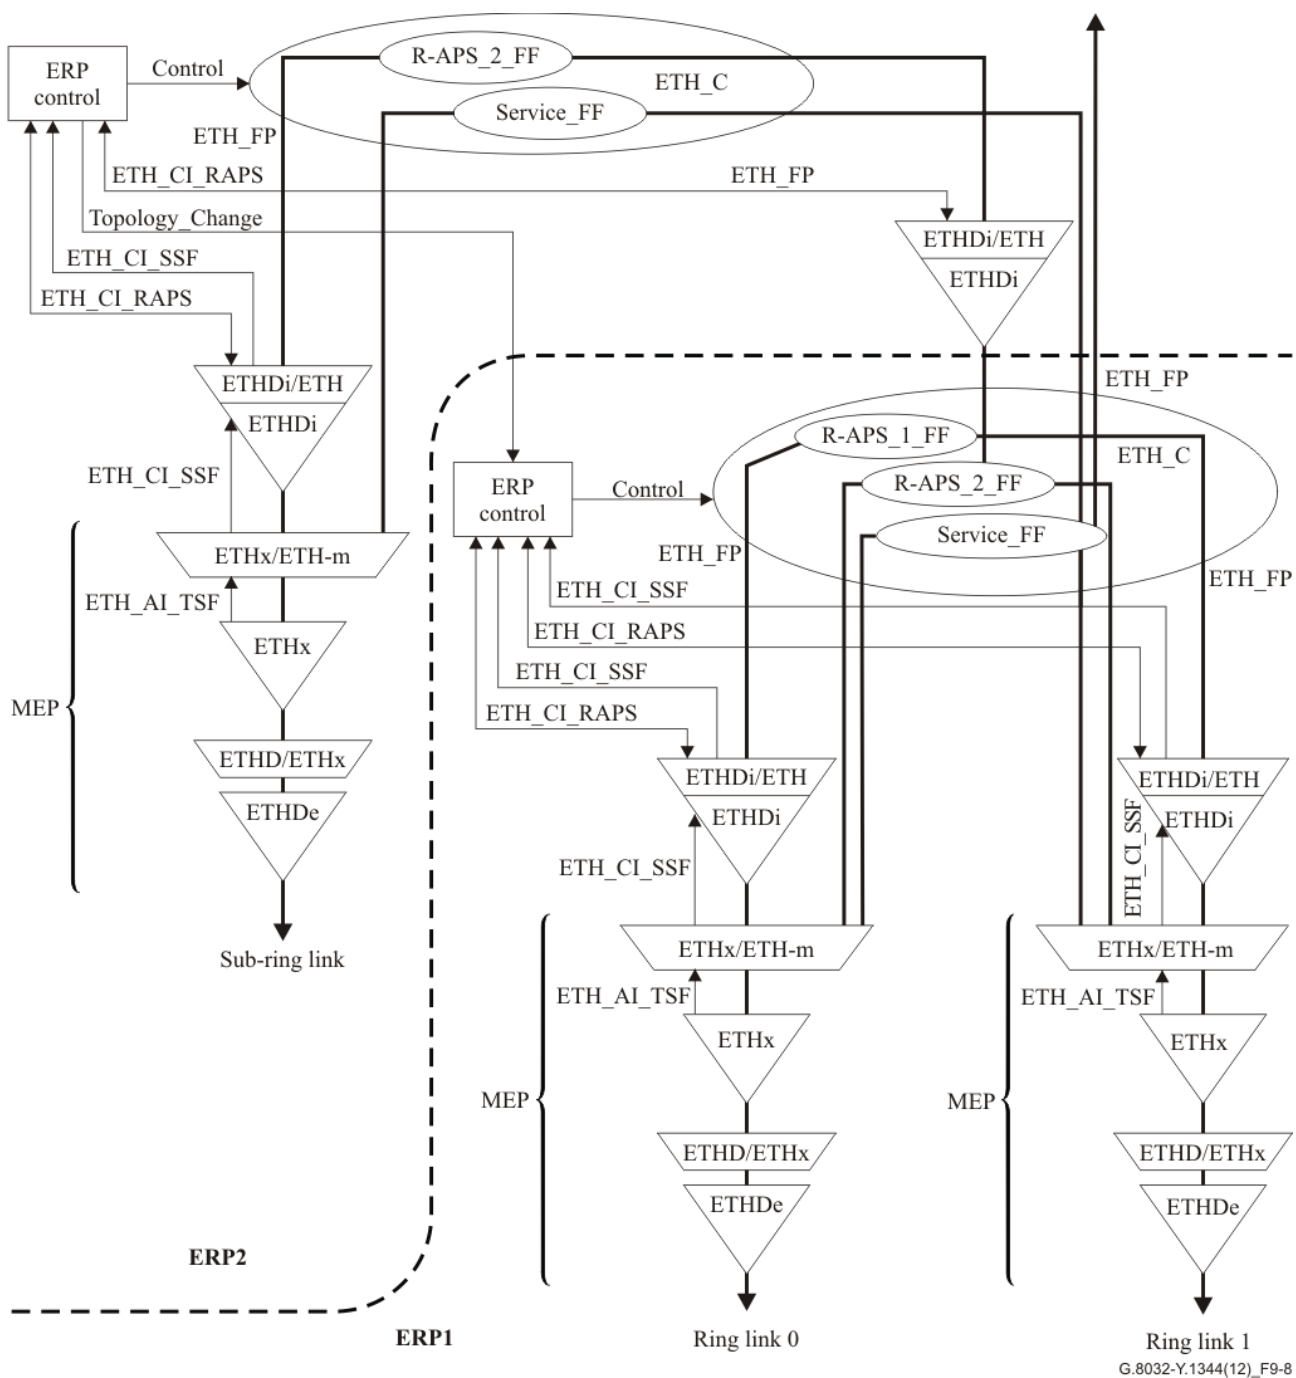 R-APS_2_FF
ERP
control
Control
ETH_C
Service_FF
ETH_FP
ETH_CI_RAPS
ETH_FP
Topology_Change
ETHDi/ETH
ETH_CI_SSF
ETHDi
ETH_CI_RAPS
ETHDi/ETH
ETH_FP
ETHDi
R-APS_1_FF
ETH_C
ETH_CI_SSF
ERP
control
Control
R-APS_2_FF
Service_FF
ETHx/ETH-m
ETH_FP
ETH_FP
ETH_CI_SSF
ETH_AI_TSF
ETH_CI_RAPS
ETHx
ETH_CI_SSF
MEP
ETH_CI_RAPS
ETHD/ETHx
ETHDi/ETH
ETHDi/ETH
ETHDe
ETHDi
ETHDi
ETH_CI_SSF
ETH_CI_SSF
Sub-ring link
ETHx/ETH-m
ETHx/ETH-m
ETH_AI_TSF
ETH_AI_TSF
ETHx
ETHx
MEP
MEP
ETHD/ETHx
ETHD/ETHx
ETHDe
ETHDe
ERP2
ERP1
Ring link 0
Ring link 1
G.8032-Y.1344(12)_F9-8